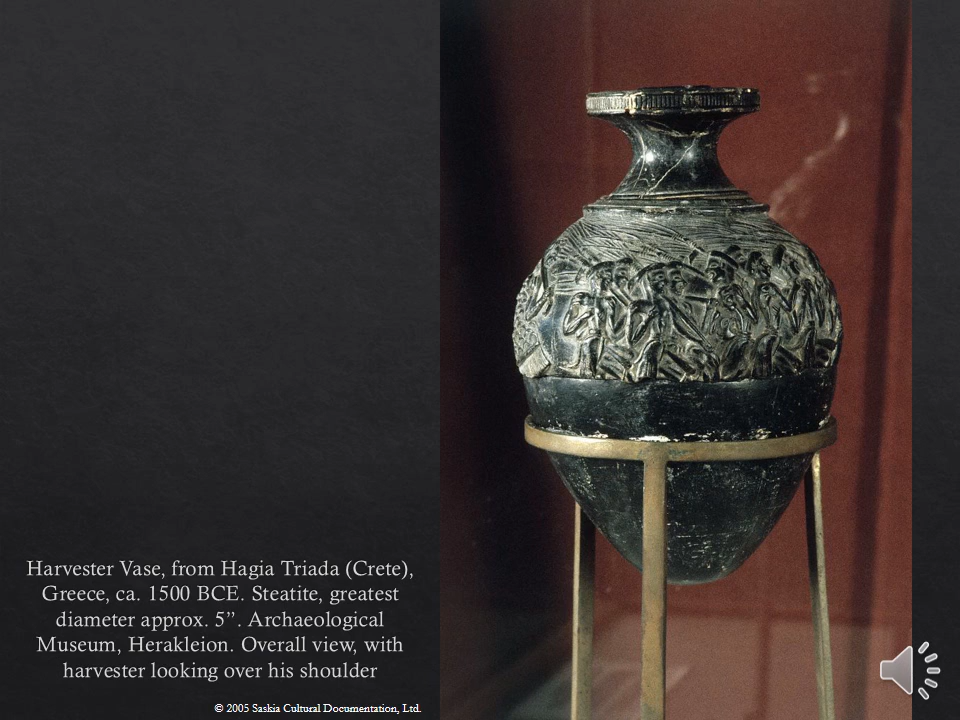 Harvester Vase, from Hagia Triada (Crete),
Greece, ca. 1500 BCE. Steatite, greatest
diameter approx. 5”. Archaeological
Museum, Herakleion. Overall view, with
harvester looking over his shoulder
© 2005 Saskia Cultural Documentation, Ltd.